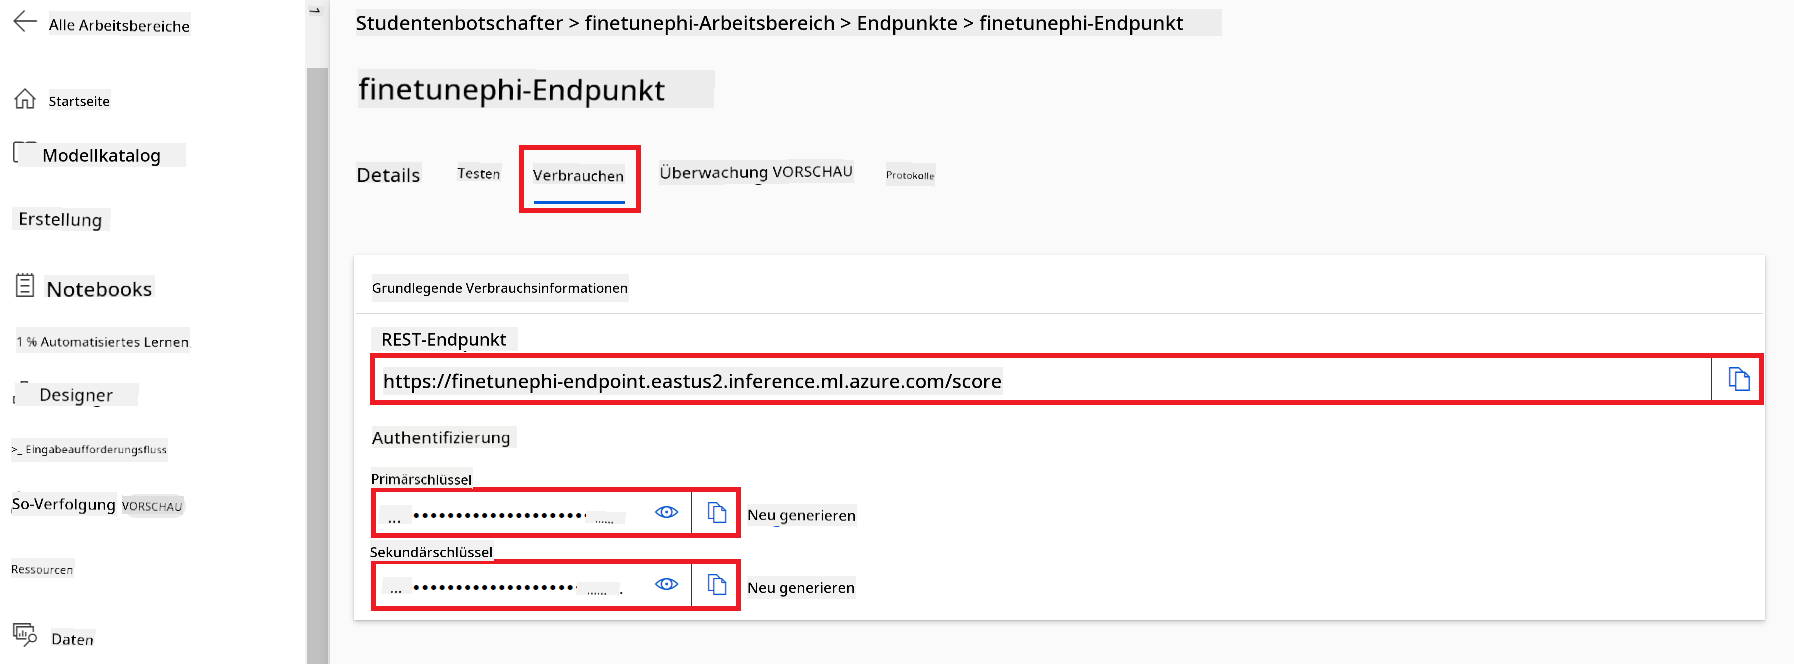 Alle Arbeitsbereiche
Startseite
Modellkatalog
Erstellung
Notebooks
1 % Automatisiertes Lernen
Designer
>_ Eingabeaufforderungsfluss
So-Verfolgung VORSCHAU
Ressourcen
Daten
Studentenbotschafter > finetunephi-Arbeitsbereich > Endpunkte > finetunephi-Endpunkt
finetunephi-Endpunkt
Details Testen Verbrauchen Überwachung VORSCHAU Protokolle
Grundlegende Verbrauchsinformationen
REST-Endpunkt
https://finetunephi-endpoint.eastus2.inference.ml.azure.com/score
Authentifizierung
Primärschlüssel
Neu generieren
Sekundärschlüssel
Neu generieren